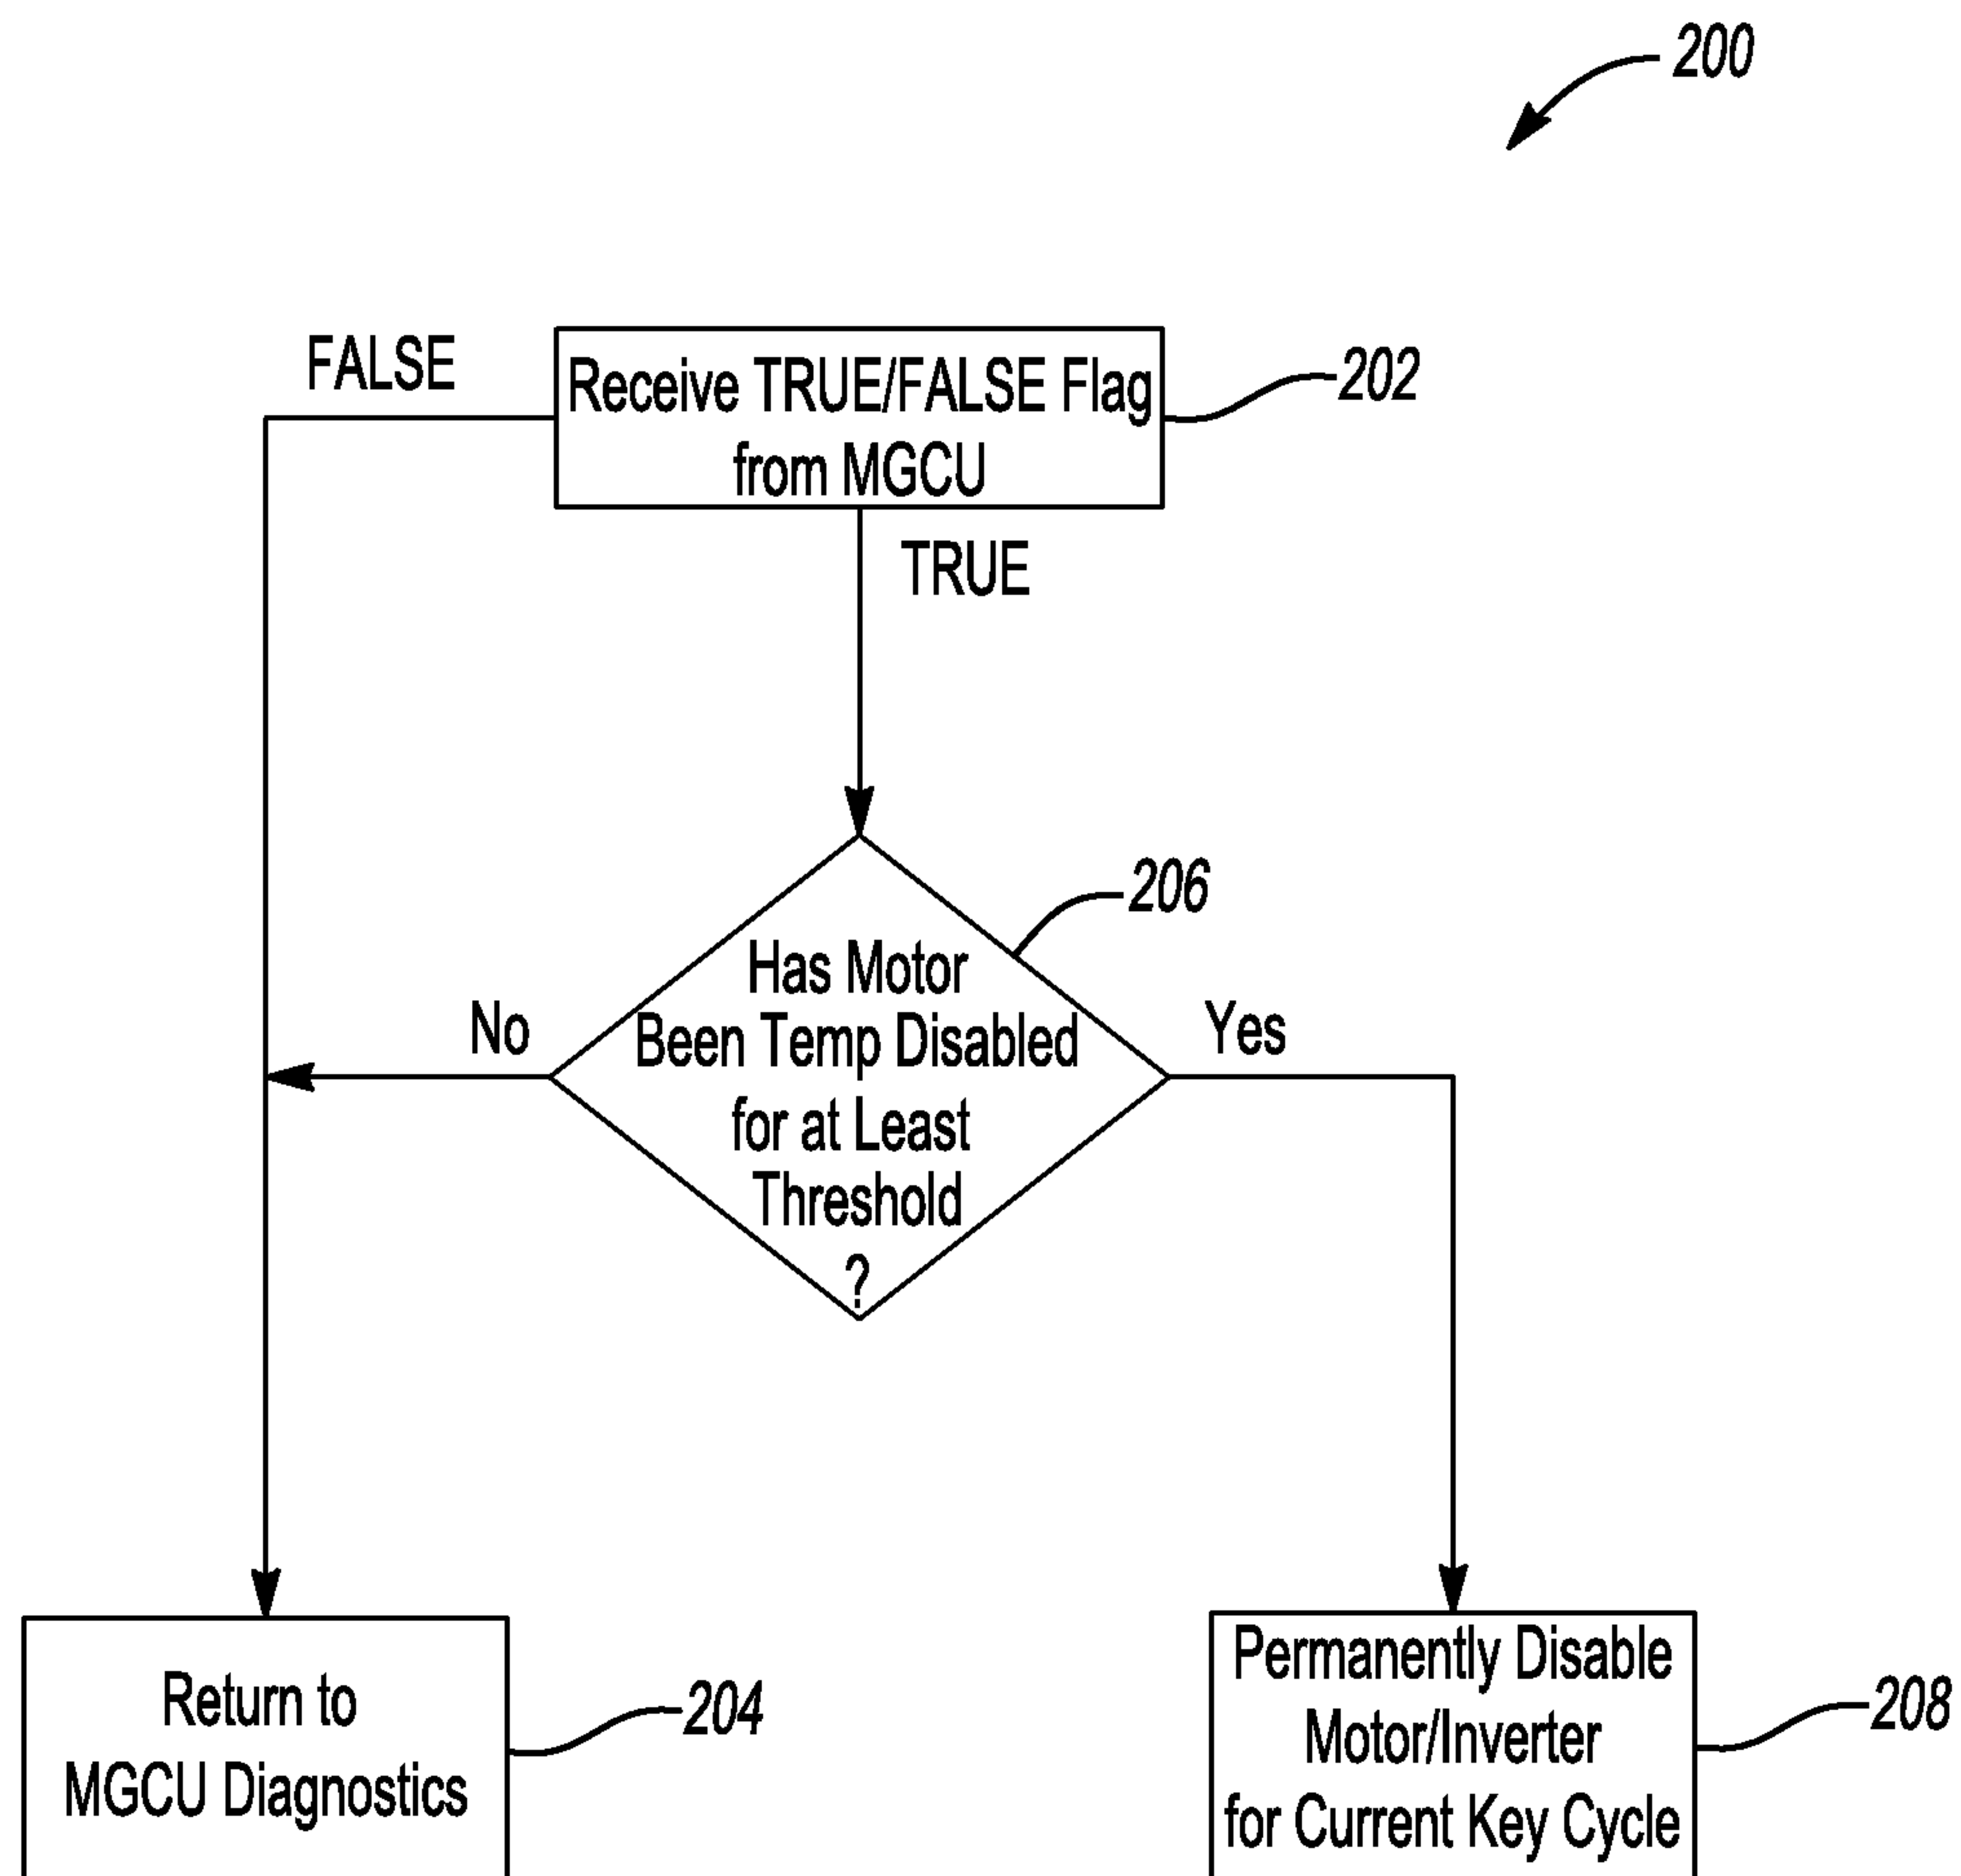 200
FALSE
Receive TRUE/FALSE Flag
from MGCU
202
TRUE
206
Has Motor
Been Temp Disabled
for at Least
Threshold
?
No
Yes
Return to
MGCU Diagnostics
204
Permanently Disable
Motor/Inverter
for Current Key Cycle
208